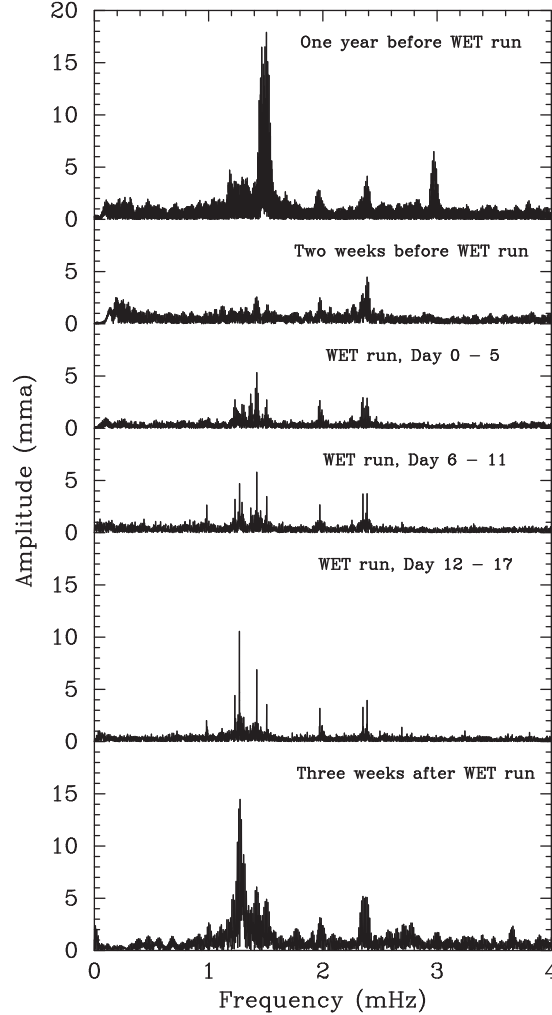 20
15
10
5
0
One year before WET run
5
0
Two weeks before WET run
5
0
WET run, Day 0 – 5
5
0
WET run, Day 6 – 11
15
10
5
0
WET run, Day 12 – 17
15
10
5
0
Three weeks after WET run
0 1 2 3 4
Frequency (mHz)
Amplitude (mma)